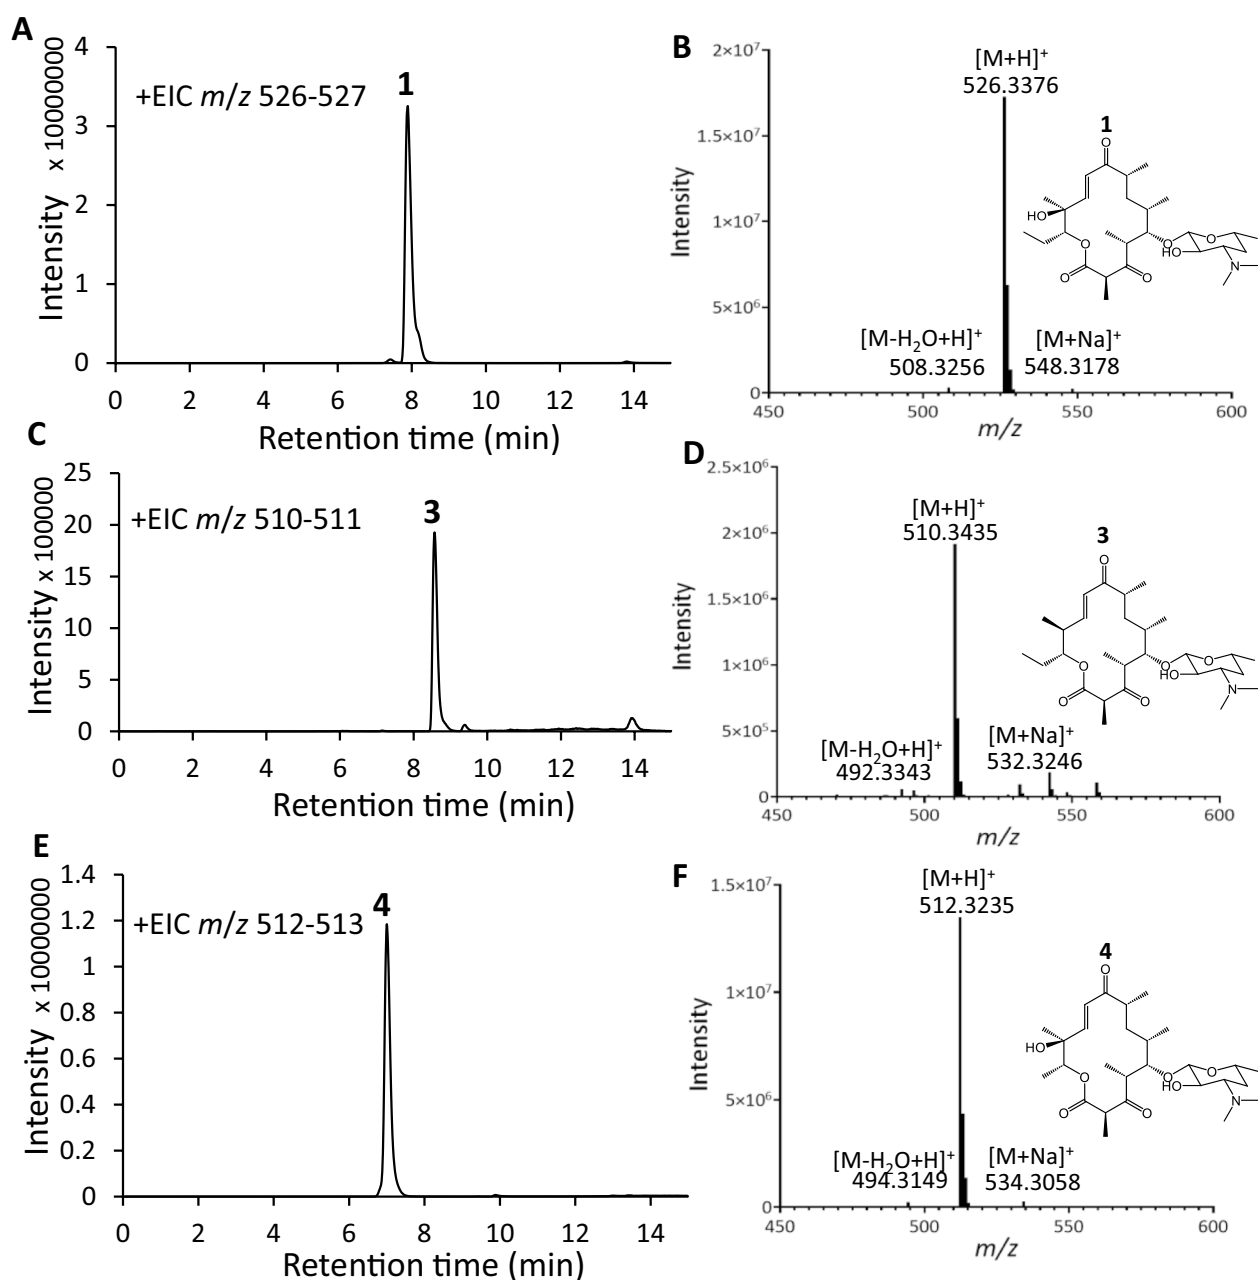 A
Intensity x 10000000
4
3
2
1
0
+EIC m/z 526-527
1
0 2 4 6 8 10 12 14
Retention time (min)
B
Intensity
2×10⁷
1.5×10⁷
1×10⁷
5×10⁶
0
[M+H]⁺
526.3376
1
O
HO
O
O
O
O
HO
O
N
[M-H₂O+H]⁺
508.3256
[M+Na]⁺
548.3178
450 500 550 600
m/z
C
Intensity x 100000
25
20
15
10
5
0
+EIC m/z 510-511
3
0 2 4 6 8 10 12 14
Retention time (min)
D
Intensity
2.5×10⁶
2×10⁶
1.5×10⁶
1×10⁶
5×10⁵
0
[M+H]⁺
510.3435
3
O
O
O
O
O
HO
O
N
[M-H₂O+H]⁺
492.3343
[M+Na]⁺
532.3246
450 500 550 600
m/z
E
Intensity x 10000000
1.4
1.2
1
0.8
0.6
0.4
0.2
0
+EIC m/z 512-513
4
0 2 4 6 8 10 12 14
Retention time (min)
F
Intensity
1.5×10⁷
1×10⁷
5×10⁶
0
[M+H]⁺
512.3235
4
O
HO
O
O
O
O
HO
O
N
[M-H₂O+H]⁺
494.3149
[M+Na]⁺
534.3058
450 500 550 600
m/z